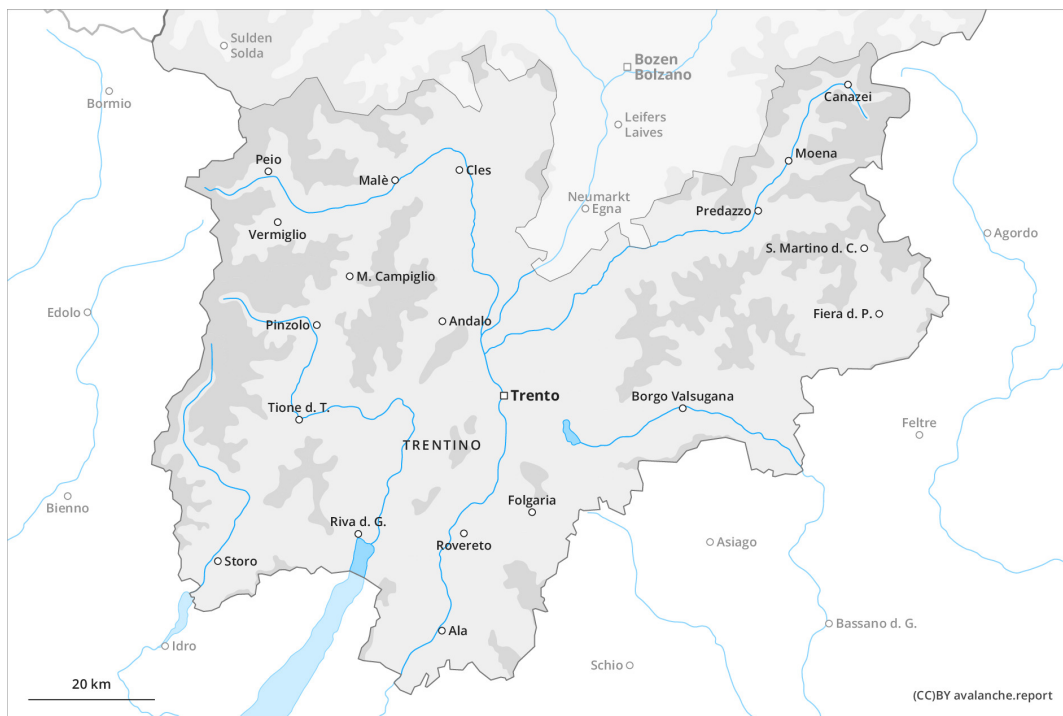 Sulden
Solda
Bozen
Bolzano
Bormio
Canazei
Leifers
Laives
Moena
Peio
Malè
Cles
Neumarkt
Egna
Predazzo
Vermiglio
S. Martino d. C.
Agordo
M. Campiglio
Edolo
Pinzolo
Andalo
Fiera d. P.
Trento
Borgo Valsugana
Tione d. T.
TRENTINO
Feltre
Bienno
Folgaria
Riva d. G.
Rovereto
Asiago
Storo
Ala
Bassano d. G.
Idro
Schio
20 km
(CC)BY avalanche.report